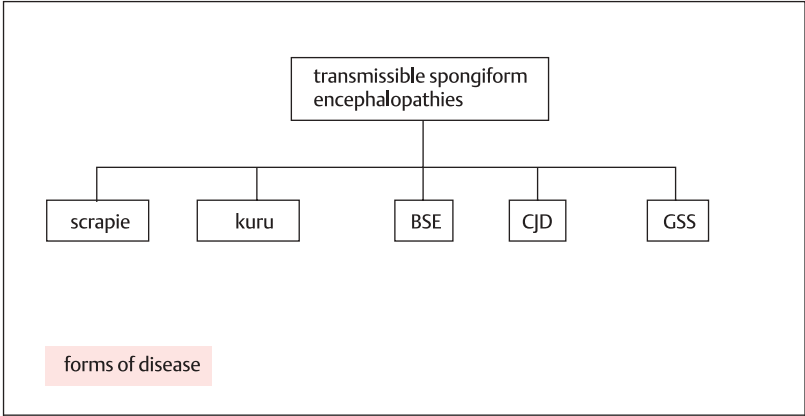 transmissible spongiform
encephalopathies
scrapie
kuru
BSE
CJD
GSS
forms of disease